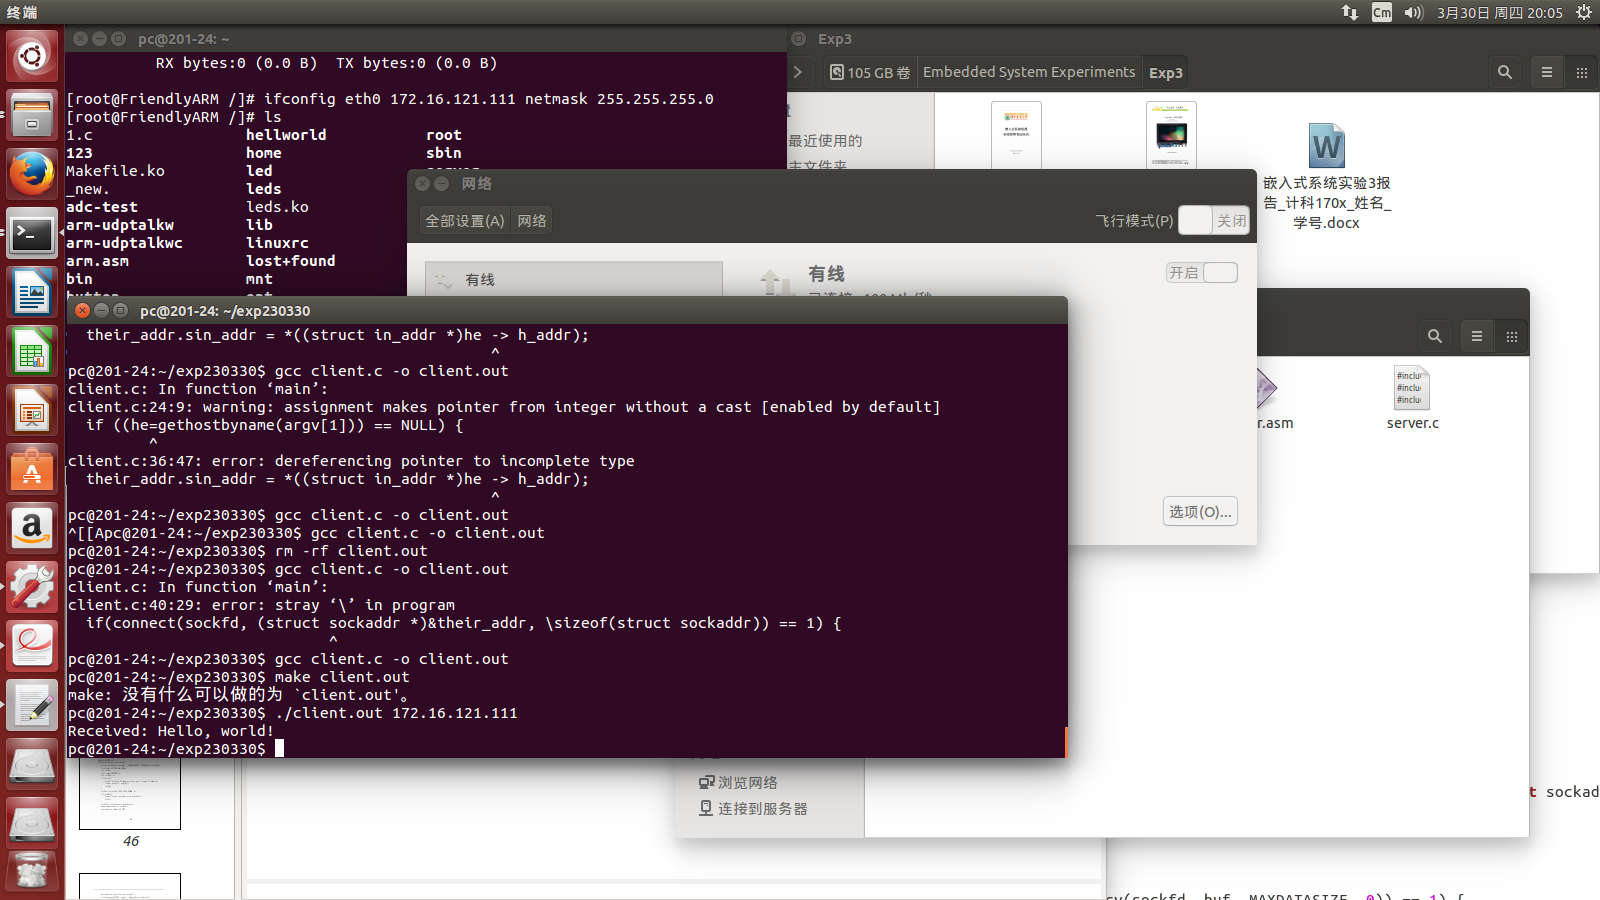 终端
Cm
3月30日 周四 20:05
pc@201-24: ~
RX bytes:0 (0.0 B)  TX bytes:0 (0.0 B)
[root@FriendlyARM /]# ifconfig eth0 172.16.121.111 netmask 255.255.255.0
[root@FriendlyARM /]# ls
1.c hellworld root
123 home sbin
Makefile.ko led
_new. leds
adc-test leds.ko
arm-udptalkw lib
arm-udptalkwc linuxrc
arm.asm lost+found
bin mnt
Exp3
105 GB 卷 Embedded System Experiments Exp3
最近使用的
主文件夹
W
嵌入式系统实验3报
告_计科170x_姓名_
学号.docx
网络
全部设置(A) 网络
飞行模式(P) 关闭
有线
有线
开启
选项(O)...
pc@201-24: ~/exp230330
their_addr.sin_addr = *((struct in_addr *)he -> h_addr);
^
pc@201-24:~/exp230330$ gcc client.c -o client.out
client.c: In function ‘main’:
client.c:24:9: warning: assignment makes pointer from integer without a cast [enabled by default]
if ((he=gethostbyname(argv[1])) == NULL) {
^
client.c:36:47: error: dereferencing pointer to incomplete type
their_addr.sin_addr = *((struct in_addr *)he -> h_addr);
^
pc@201-24:~/exp230330$ gcc client.c -o client.out
^[[Apc@201-24:~/exp230330$ gcc client.c -o client.out
pc@201-24:~/exp230330$ rm -rf client.out
pc@201-24:~/exp230330$ gcc client.c -o client.out
client.c: In function ‘main’:
client.c:40:29: error: stray ‘\’ in program
if(connect(sockfd, (struct sockaddr *)&their_addr, \sizeof(struct sockaddr)) == 1) {
^
pc@201-24:~/exp230330$ gcc client.c -o client.out
pc@201-24:~/exp230330$ make client.out
make: 没有什么可以做的为 `client.out'。
pc@201-24:~/exp230330$ ./client.out 172.16.121.111
Received: Hello, world!
pc@201-24:~/exp230330$
#inclu
#inclu
#inclu
r.asm
server.c
浏览网络
连接到服务器
46
t sockad
cv(sockfd, buf, MAXDATASIZE, 0)) == 1) {